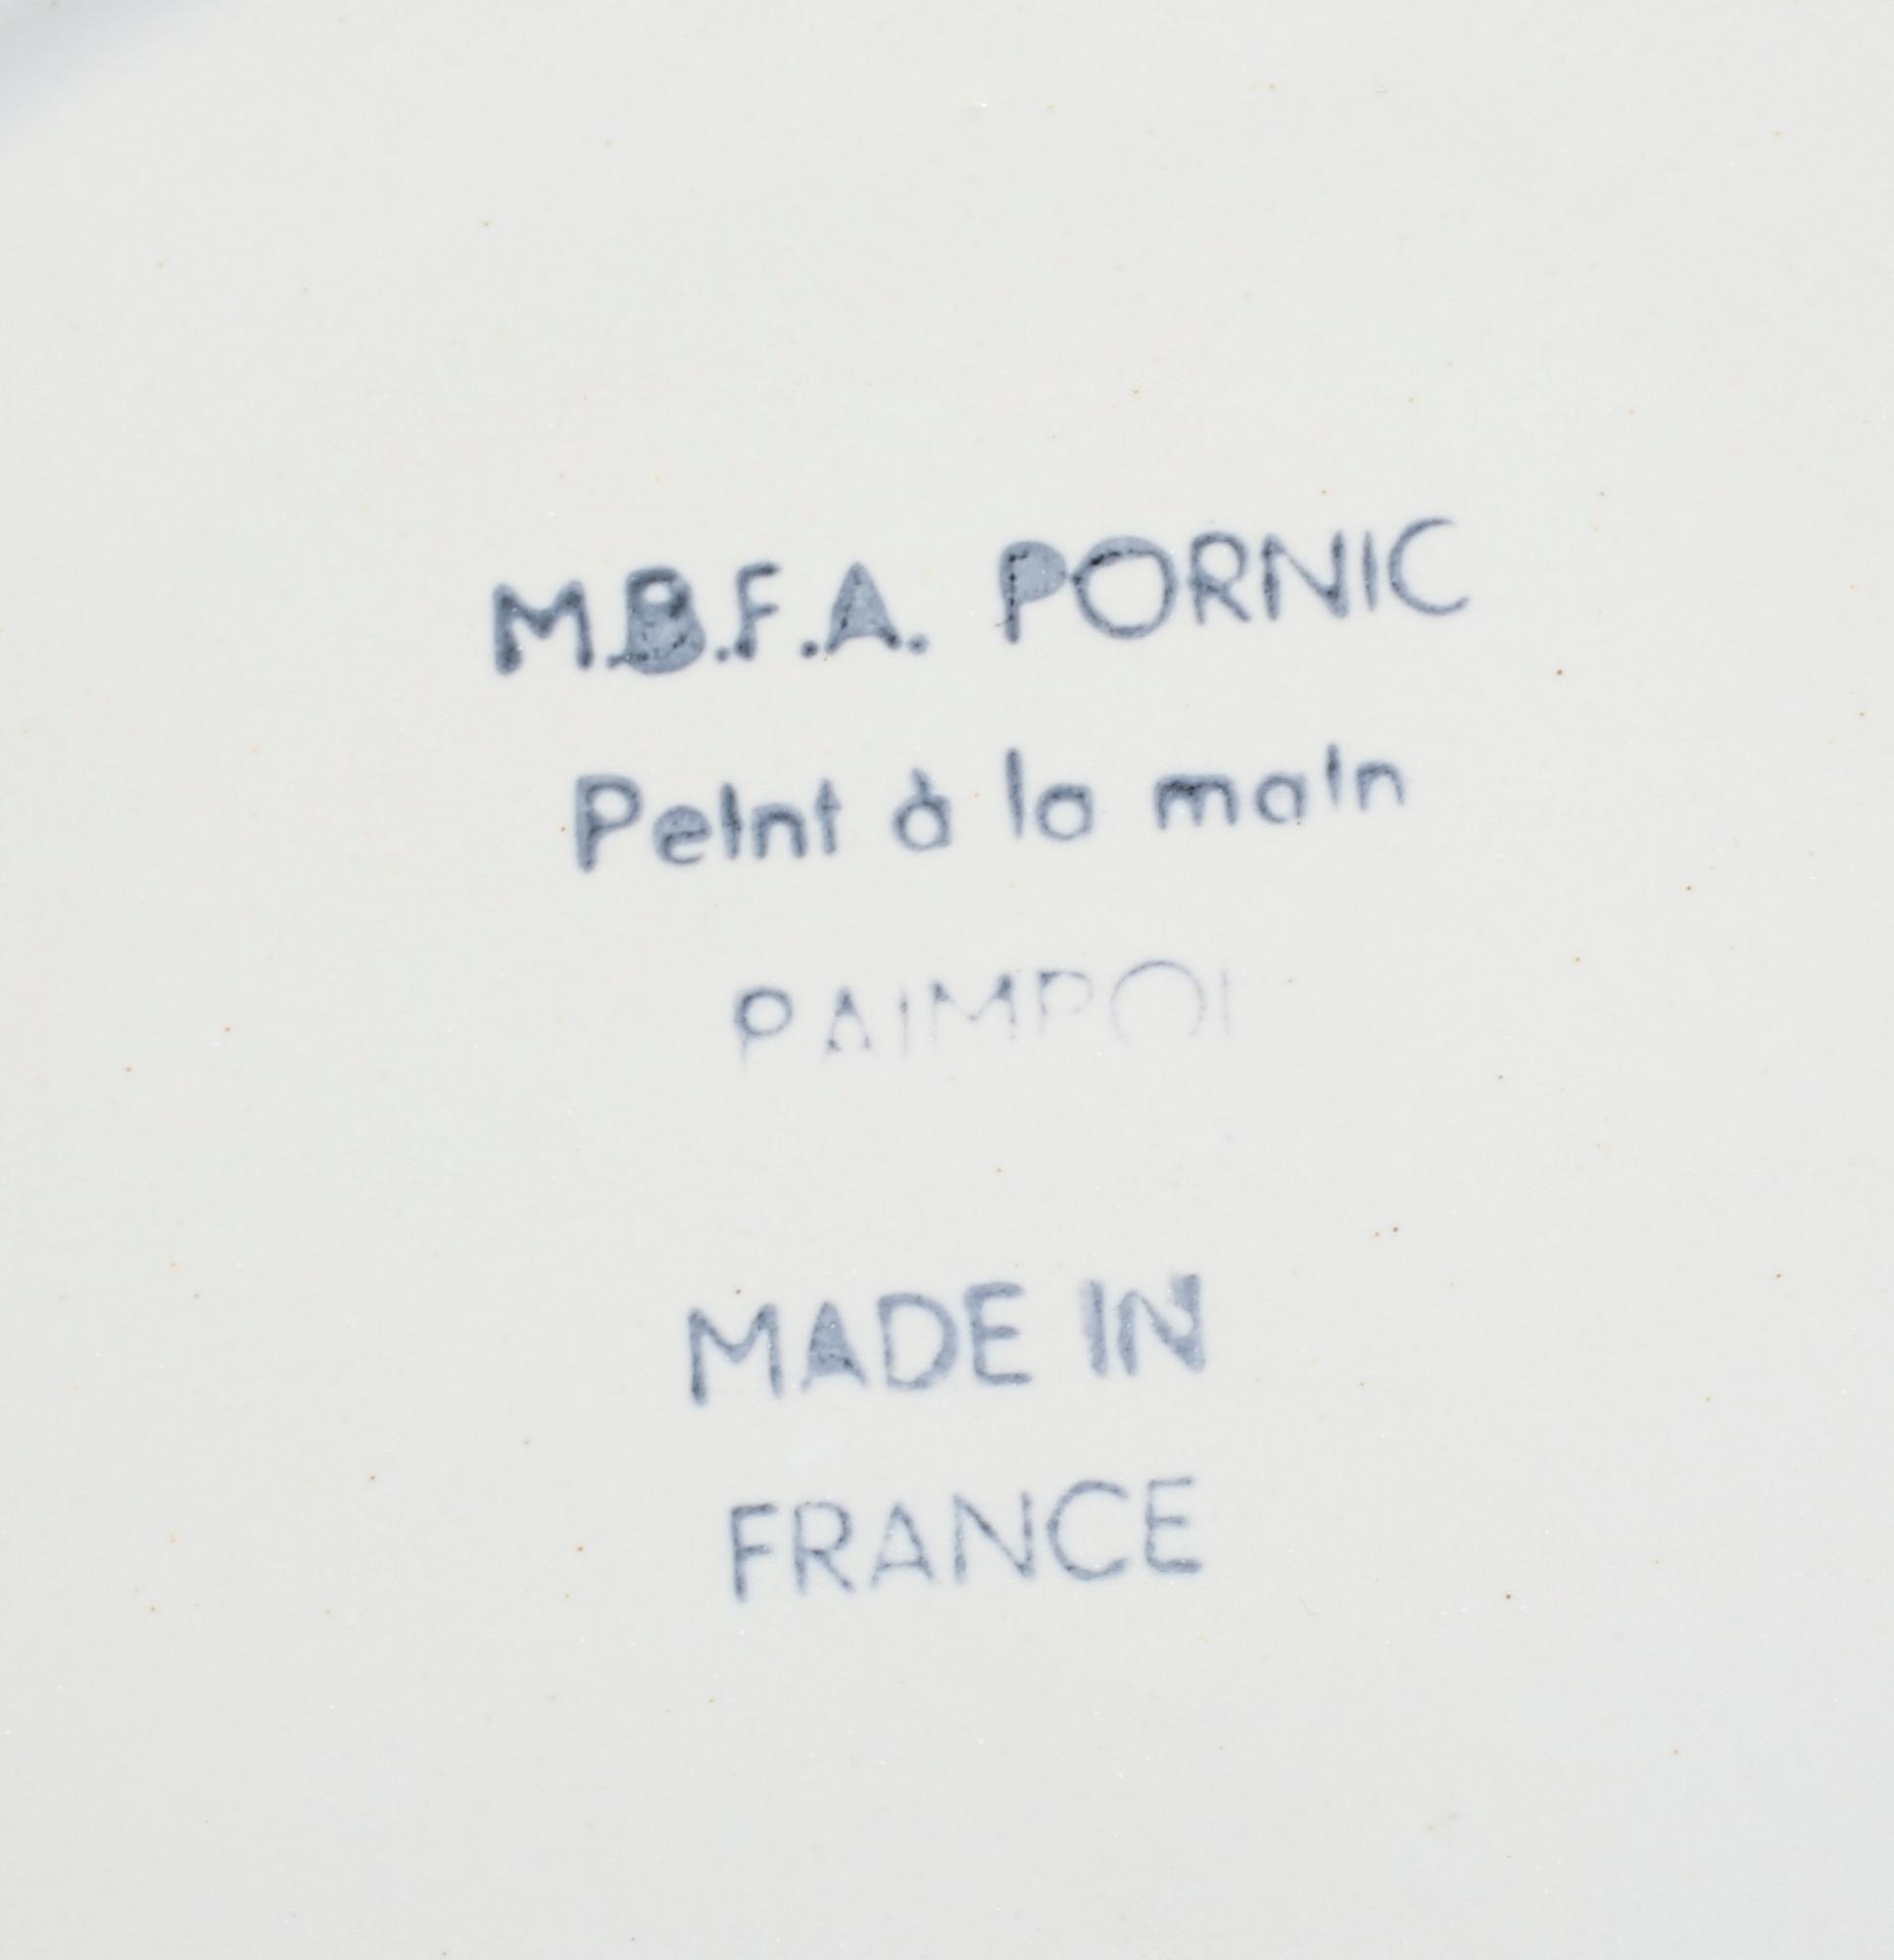 M.B.F.A. PORNIC
Peint à la main
PAIMPOL
MADE IN
FRANCE